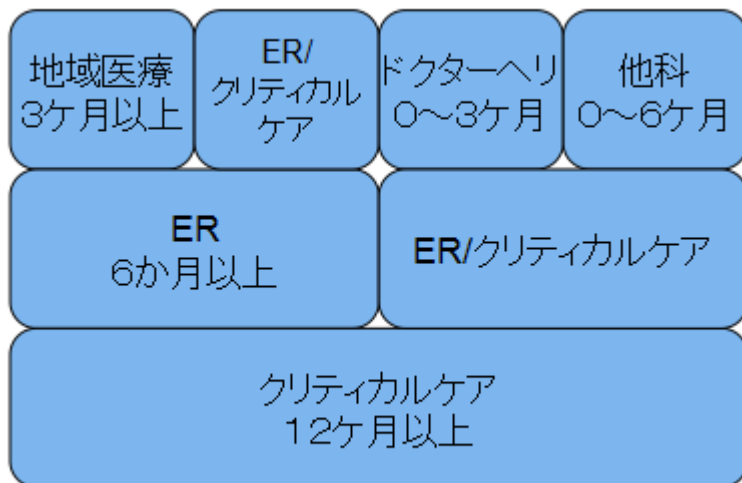 地域医療
3ケ月以上
ER/
クリティカル
ケア
ドクターヘリ
0～3ケ月
他科
0～6ケ月
ER
6か月以上
ER/クリティカルケア
クリティカルケア
12ケ月以上